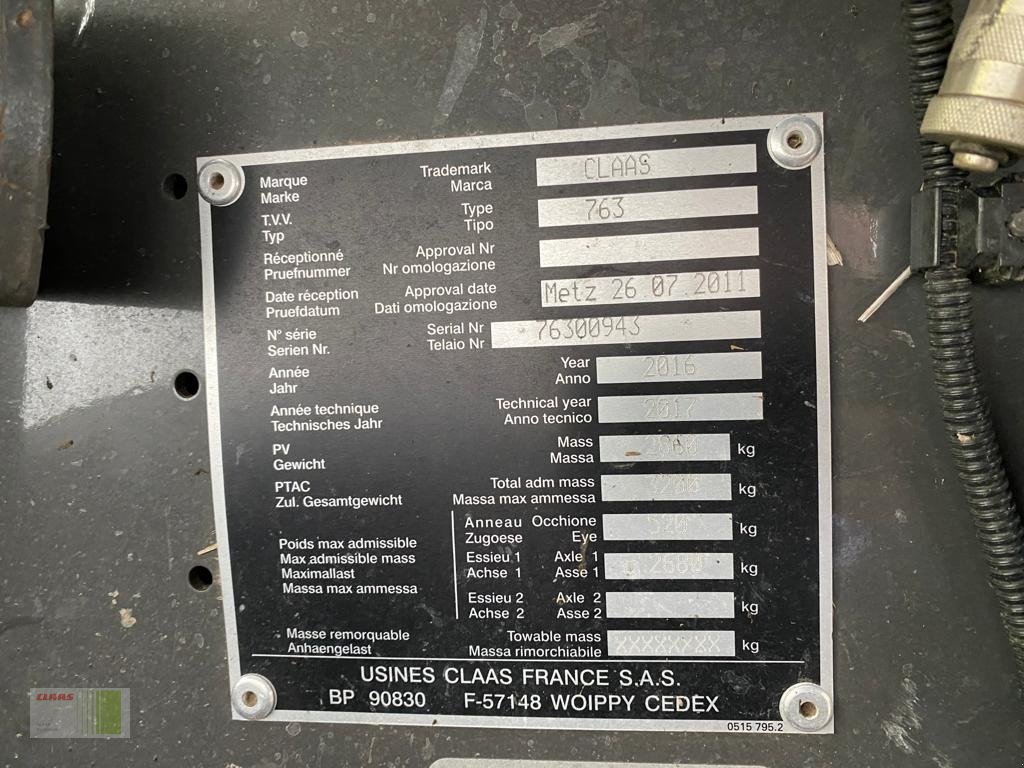 Marque Trademark CLAAS
Marke Marca
T.V.V. Type 763
Typ Tipo
Réceptionné Approval Nr
Pruefnummer Nr omologazione
Date réception Approval date Metz 26.07.2011
Pruefdatum Dati omologazione
N° série Serial Nr 76300943
Serien Nr. Telaio Nr
Année Year 2016
Jahr Anno
Année technique Technical year 2017
Technisches Jahr Anno tecnico
PV Mass kg
Gewicht Massa
PTAC Total adm mass 3200 kg
Zul. Gesamtgewicht Massa max ammessa
Poids max admissible
Max admissible mass
Maximallast
Massa max ammessa
Anneau Occhione 520 kg
Zugoese Eye
Essieu 1 Axle 1 2680 kg
Achse 1 Asse 1
Essieu 2 Axle 2 kg
Achse 2 Asse 2
Masse remorquable Towable mass XXXXXXXX kg
Anhaengelast Massa rimorchiabile
USINES CLAAS FRANCE S.A.S.
BP 90830 F-57148 WOIPPY CEDEX
0515 795.2
CLAAS